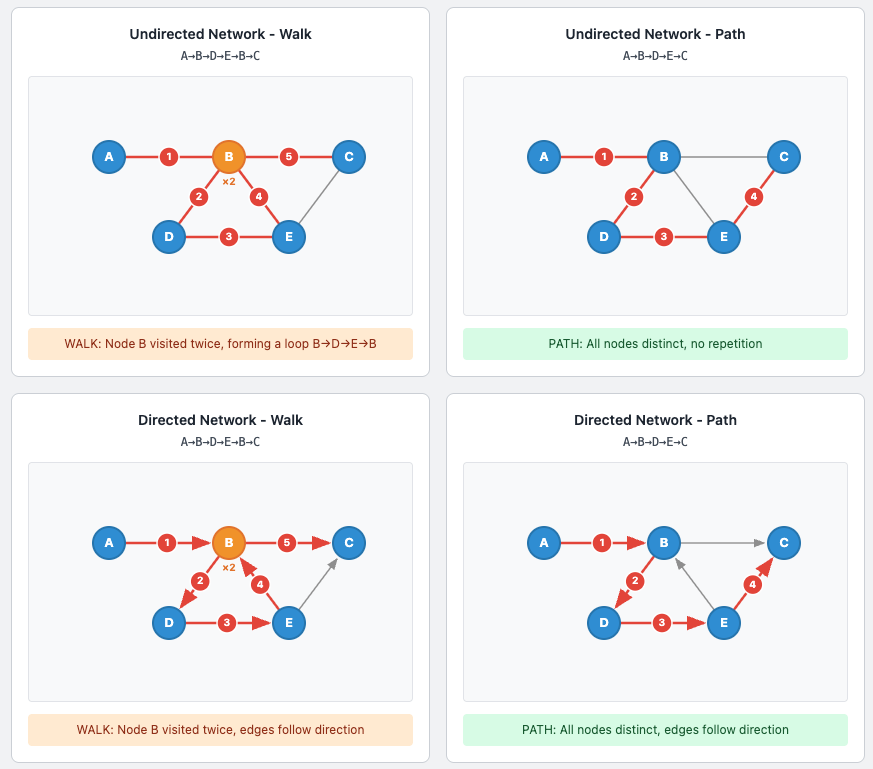 Undirected Network - Walk
A→B→D→E→B→C
A
1
B
5
C
×2
2
4
D
3
E
WALK: Node B visited twice, forming a loop B→D→E→B
Undirected Network - Path
A→B→D→E→C
A
1
B
C
2
4
D
3
E
PATH: All nodes distinct, no repetition
Directed Network - Walk
A→B→D→E→B→C
A
1
B
5
C
×2
2
4
D
3
E
WALK: Node B visited twice, edges follow direction
Directed Network - Path
A→B→D→E→C
A
1
B
C
2
4
D
3
E
PATH: All nodes distinct, edges follow direction